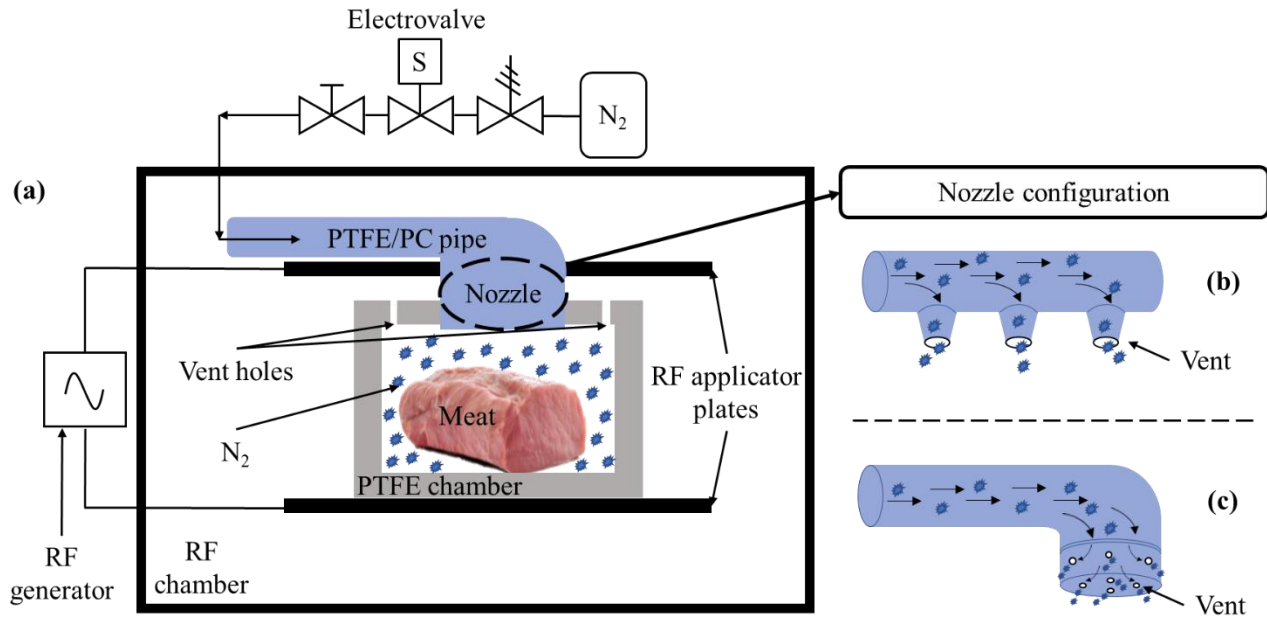 Electrovalve
S
N₂
(a)
Nozzle configuration
PTFE/PC pipe
Nozzle
(b)
Vent holes
RF applicator
plates
Vent
Meat
N₂
PTFE chamber
(c)
RF
generator
RF
chamber
Vent